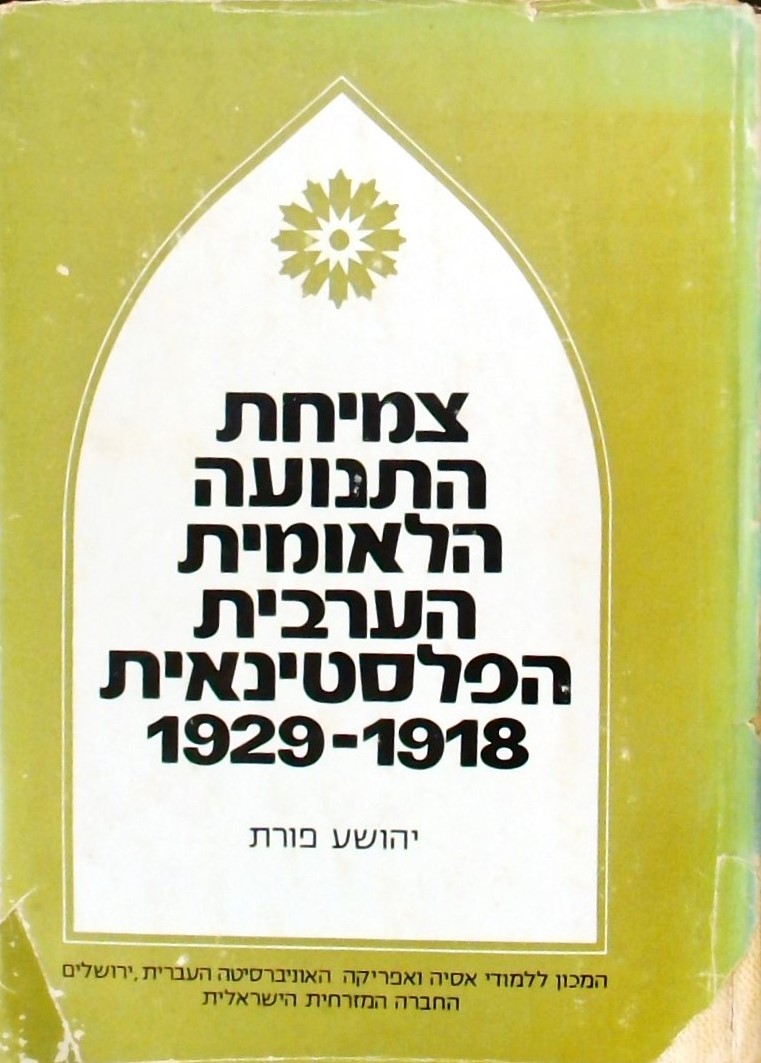 צמיחת
התנועה
הלאומית
הערבית
הפלסטינאית
1929-1918
יהושע פורת
המכון ללמודי אסיה ואפריקה האוניברסיטה העברית, ירושלים
החברה המזרחית הישראלית